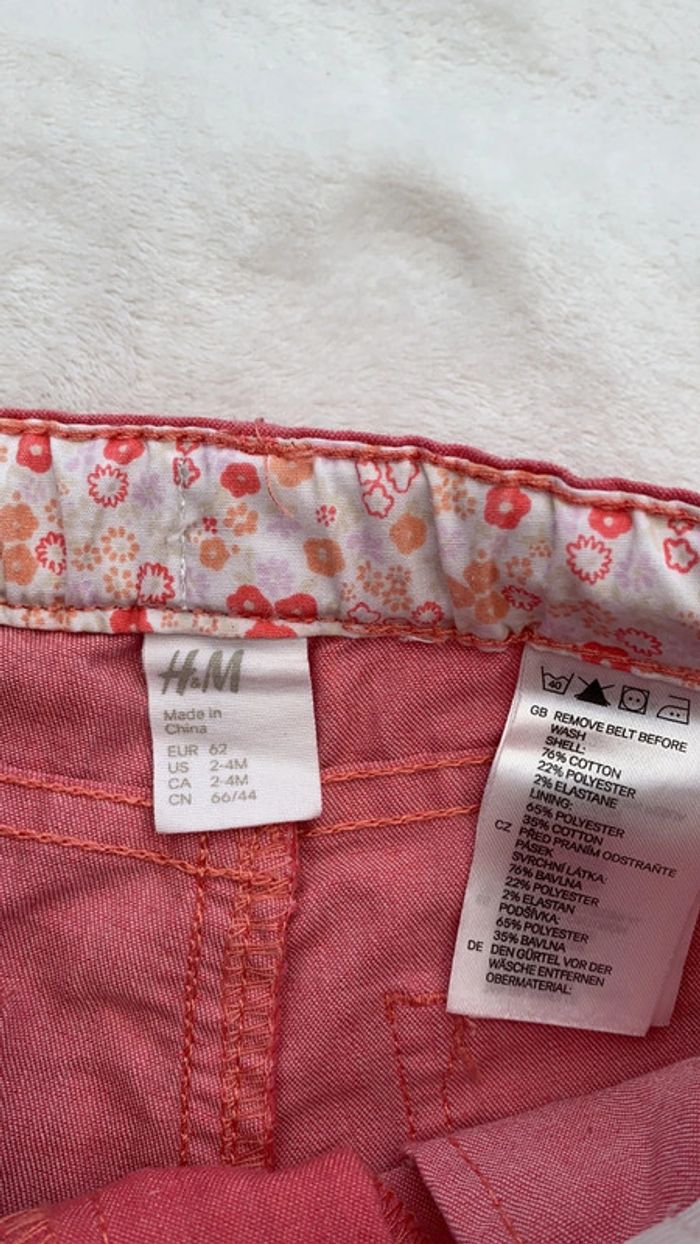 H&M
Made in
China
EUR 62
US 2-4M
CA 2-4M
CN 66/44
40
GB REMOVE BELT BEFORE
WASH
SHELL:
76% COTTON
22% POLYESTER
2% ELASTANE
LINING:
65% POLYESTER
35% COTTON
CZ PŘED PRANÍM ODSTRAŇTE
PÁSEK
SVRCHNÍ LÁTKA:
76% BAVLNA
22% POLYESTER
2% ELASTAN
PODŠÍVKA:
65% POLYESTER
35% BAVLNA
DE DEN GÜRTEL VOR DER
WÄSCHE ENTFERNEN
OBERMATERIAL: